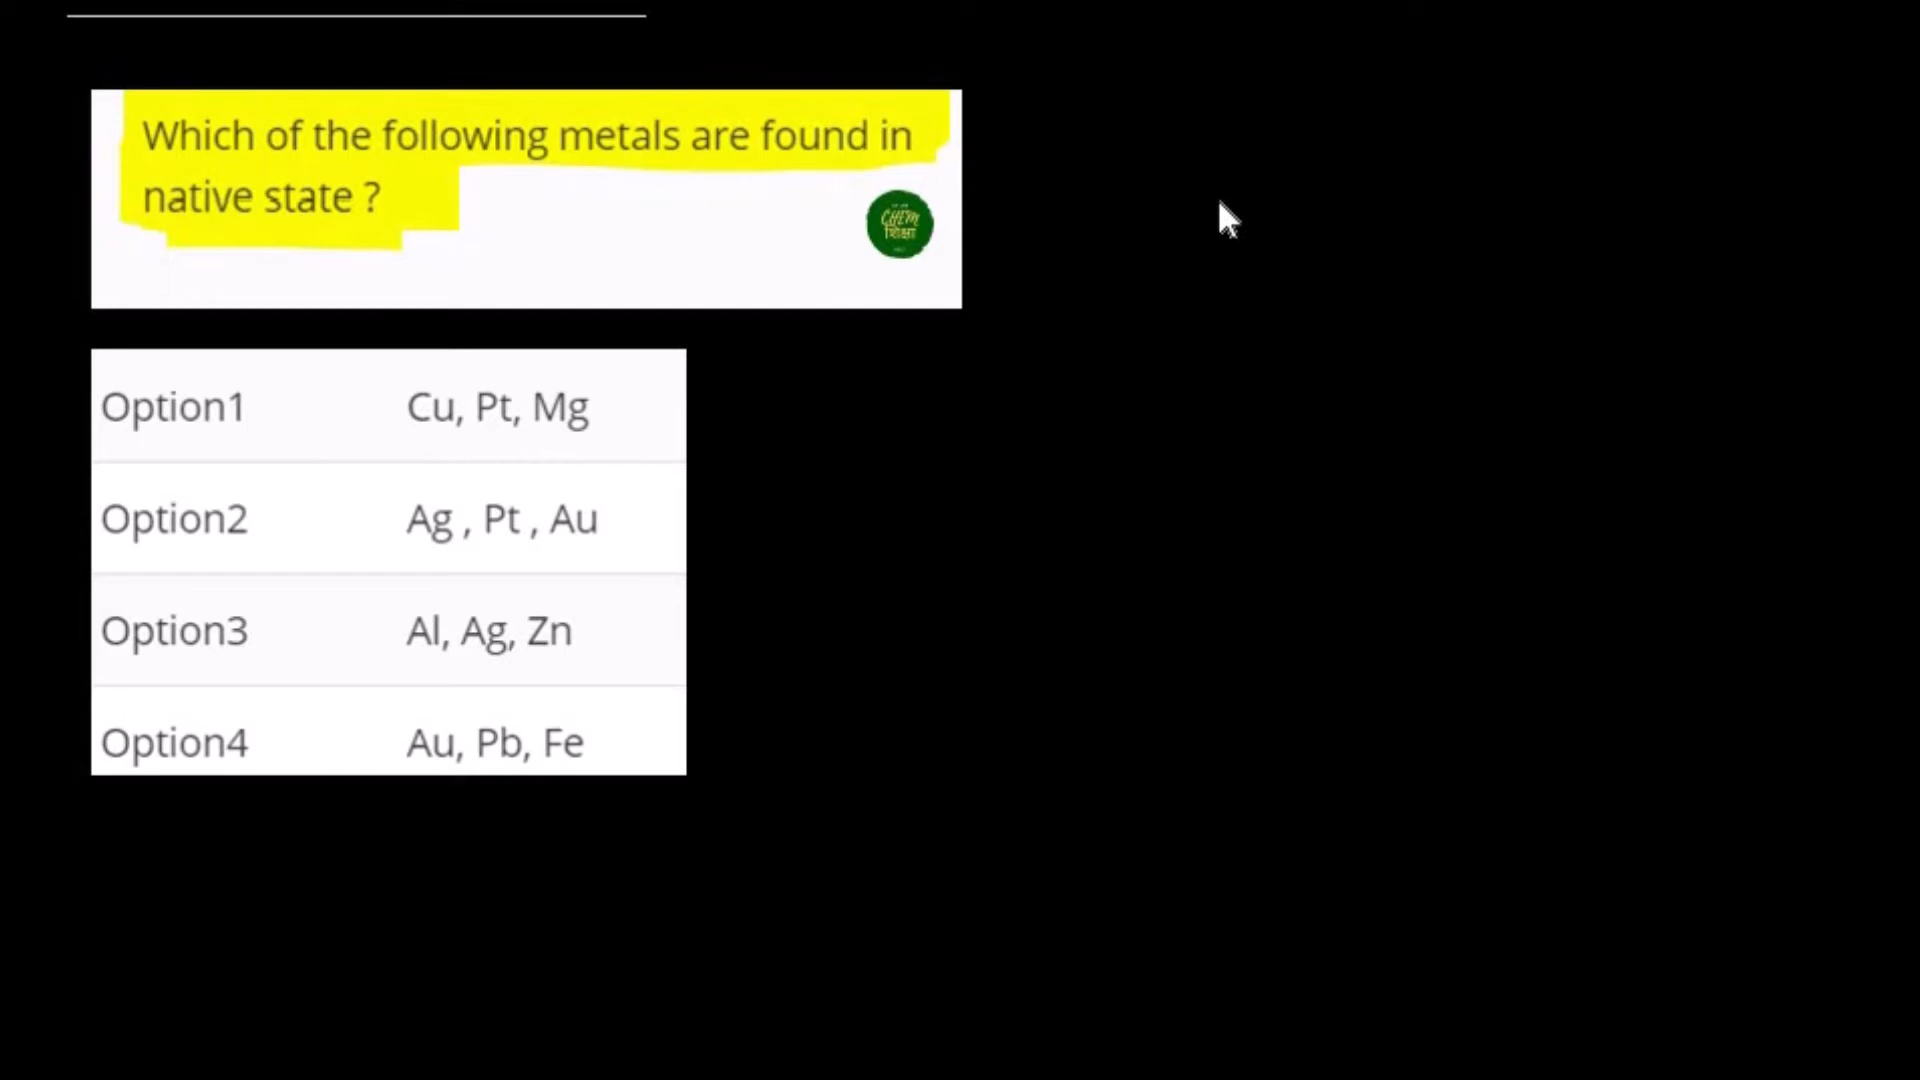 Which of the following metals are found in
native state ?
CHEM
शिक्षा
Option1 Cu, Pt, Mg
Option2 Ag , Pt , Au
Option3 Al, Ag, Zn
Option4 Au, Pb, Fe